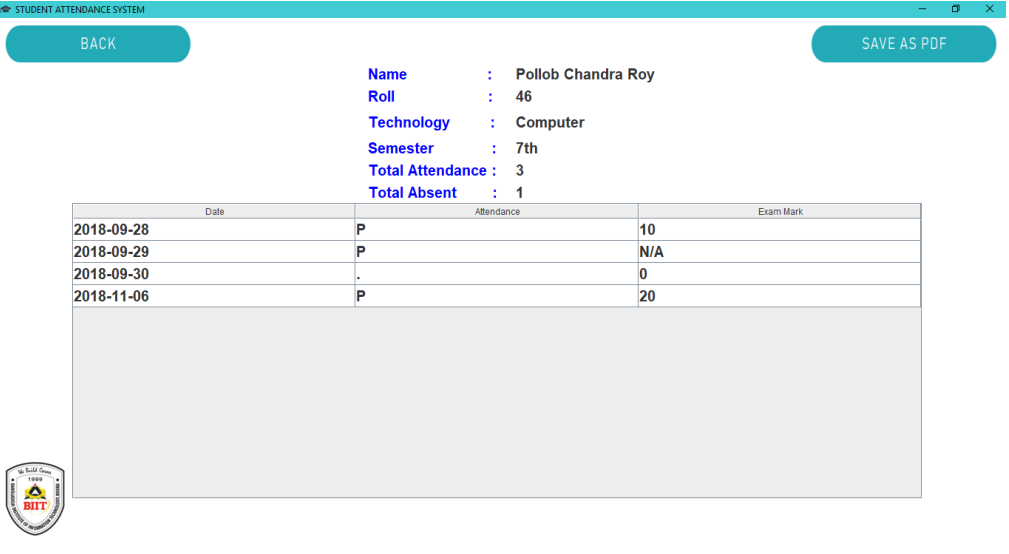 STUDENT ATTENDANCE SYSTEM
BACK
SAVE AS PDF
Name : Pollob Chandra Roy
Roll : 46
Technology : Computer
Semester : 7th
Total Attendance : 3
Total Absent : 1
Date Attendance Exam Mark
2018-09-28 P 10
2018-09-29 P N/A
2018-09-30 . 0
2018-11-06 P 20
We Build Career
1999
BIIT